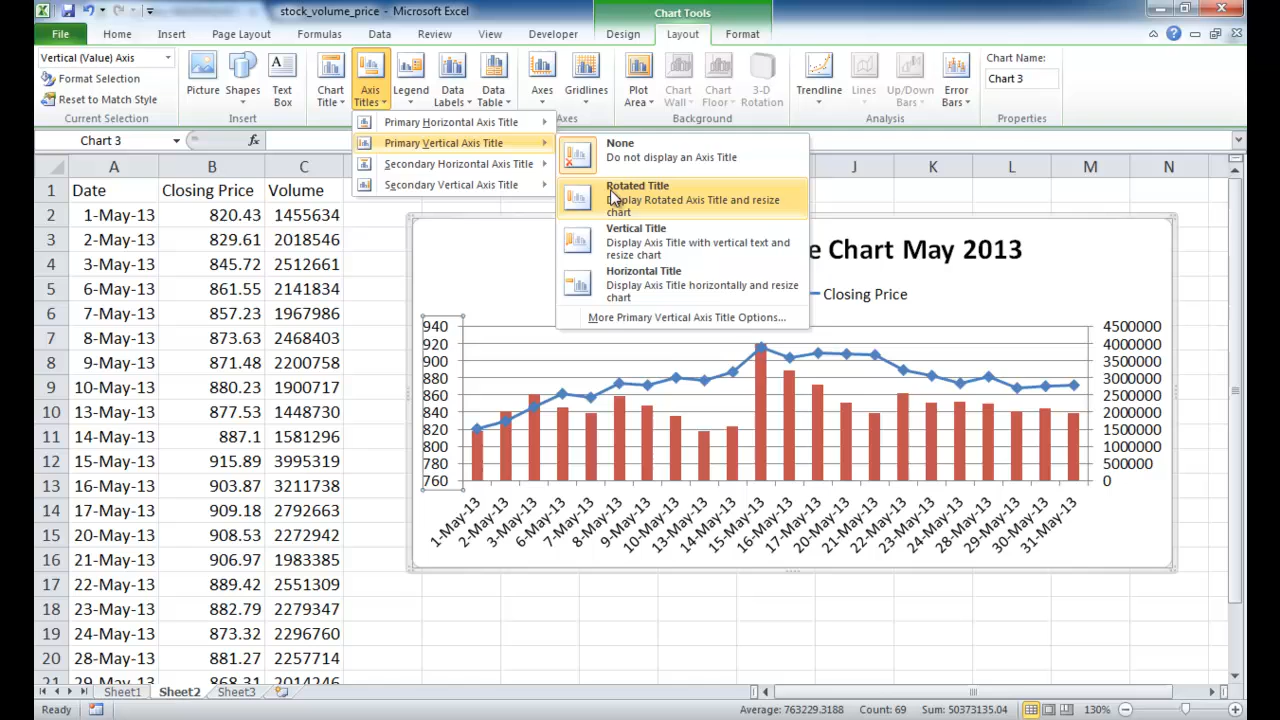 stock_volume_price - Microsoft Excel
Chart Tools
File Home Insert Page Layout Formulas Data Review View Developer Design Layout Format
Vertical (Value) Axis
Format Selection
Reset to Match Style
Current Selection
Picture Shapes Text Box
Insert
Chart Title Axis Titles Legend Data Labels Data Table
Axes Gridlines
Axes
Plot Area Chart Wall Chart Floor 3-D Rotation
Background
Trendline Lines Up/Down Bars Error Bars
Analysis
Chart Name:
Chart 3
Properties
Chart 3 fx
Primary Horizontal Axis Title
Primary Vertical Axis Title
Secondary Horizontal Axis Title
Secondary Vertical Axis Title
None
Do not display an Axis Title
Rotated Title
Display Rotated Axis Title and resize
chart
Vertical Title
Display Axis Title with vertical text and
resize chart
Horizontal Title
Display Axis Title horizontally and resize
chart
More Primary Vertical Axis Title Options...
A B C J K L M N
1 Date Closing Price Volume
2 1-May-13 820.43 1455634
3 2-May-13 829.61 2018546
4 3-May-13 845.72 2512661
5 6-May-13 861.55 2141834
6 7-May-13 857.23 1967986
7 8-May-13 873.63 2468403
8 9-May-13 871.48 2200758
9 10-May-13 880.23 1900717
10 13-May-13 877.53 1448730
11 14-May-13 887.1 1581296
12 15-May-13 915.89 3995319
13 16-May-13 903.87 3211738
14 17-May-13 909.18 2792663
15 20-May-13 908.53 2272942
16 21-May-13 906.97 1983385
17 22-May-13 889.42 2551309
18 23-May-13 882.79 2279347
19 24-May-13 873.32 2296760
20 28-May-13 881.27 2257714
21 29-May-13 868.31 2014246
e Chart May 2013
Closing Price
940
920
900
880
860
840
820
800
780
760
4500000
4000000
3500000
3000000
2500000
2000000
1500000
1000000
500000
0
1-May-13
2-May-13
3-May-13
6-May-13
7-May-13
8-May-13
9-May-13
10-May-13
13-May-13
14-May-13
15-May-13
16-May-13
17-May-13
20-May-13
21-May-13
22-May-13
23-May-13
24-May-13
28-May-13
29-May-13
30-May-13
31-May-13
Sheet1 Sheet2 Sheet3
Ready
Average: 763229.3188 Count: 69 Sum: 50373135.04 130%